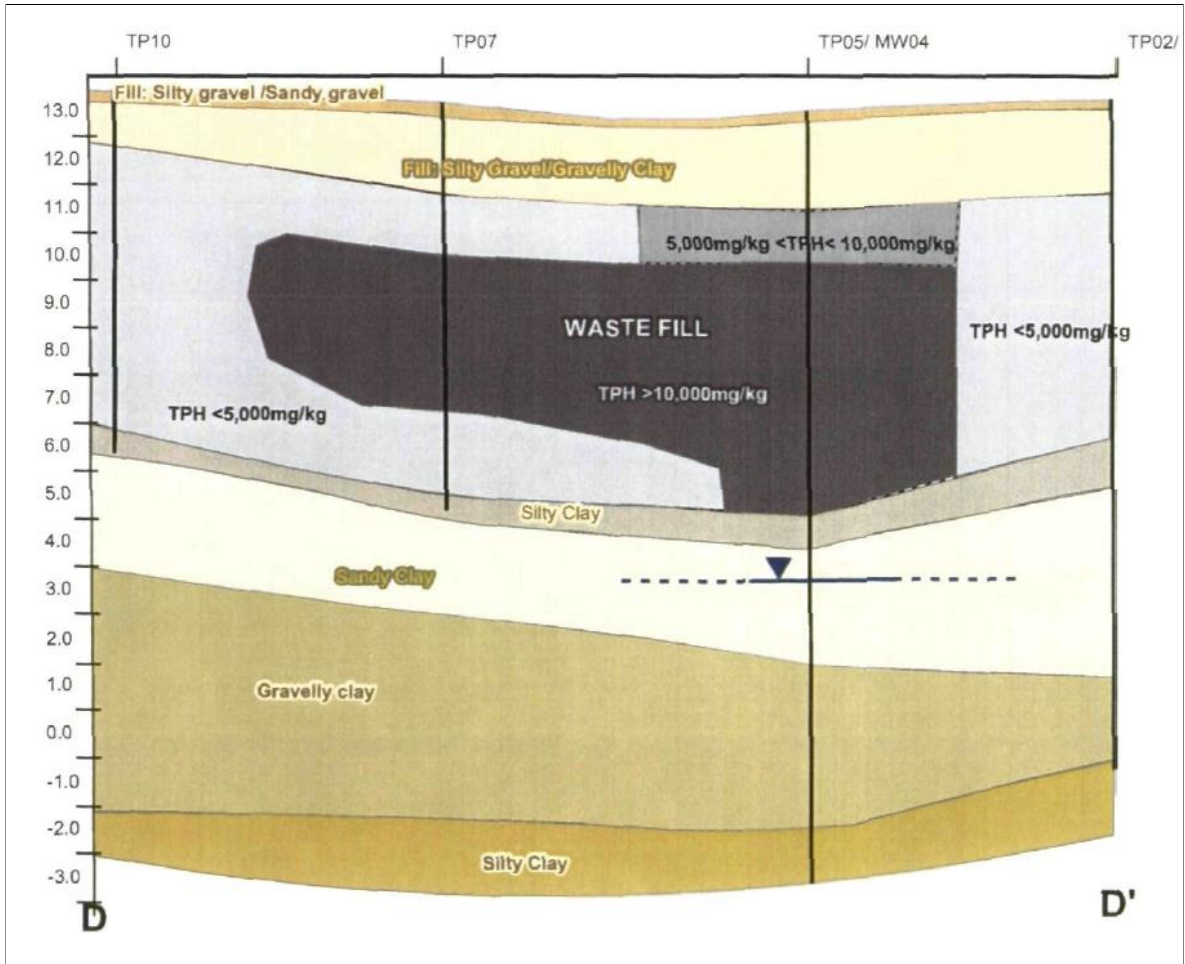 TP10
TP07
TP05/ MW04
TP02/
Fill: Silty gravel /Sandy gravel
13.0
12.0
Fill: Silty Gravel/Gravelly Clay
11.0
5,000mg/kg <TPH< 10,000mg/kg
10.0
9.0
WASTE FILL
TPH <5,000mg/kg
8.0
7.0
TPH >10,000mg/kg
TPH <5,000mg/kg
6.0
5.0
Silty Clay
4.0
Sandy Clay
3.0
2.0
1.0
Gravelly clay
0.0
-1.0
-2.0
Silty Clay
-3.0
D
D'